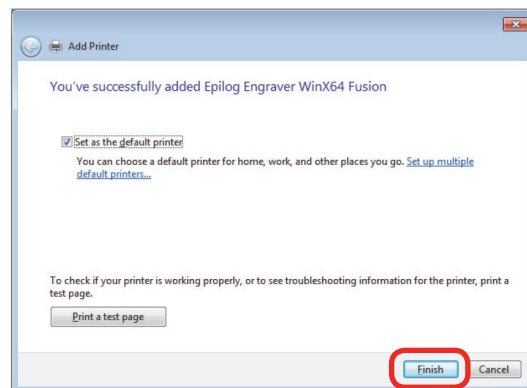 Add Printer
You've successfully added Epilog Engraver WinX64 Fusion
Set as the default printer
You can choose a default printer for home, work, and other places you go. Set up multiple
default printers...
To check if your printer is working properly, or to see troubleshooting information for the printer, print a
test page.
Print a test page
Finish Cancel